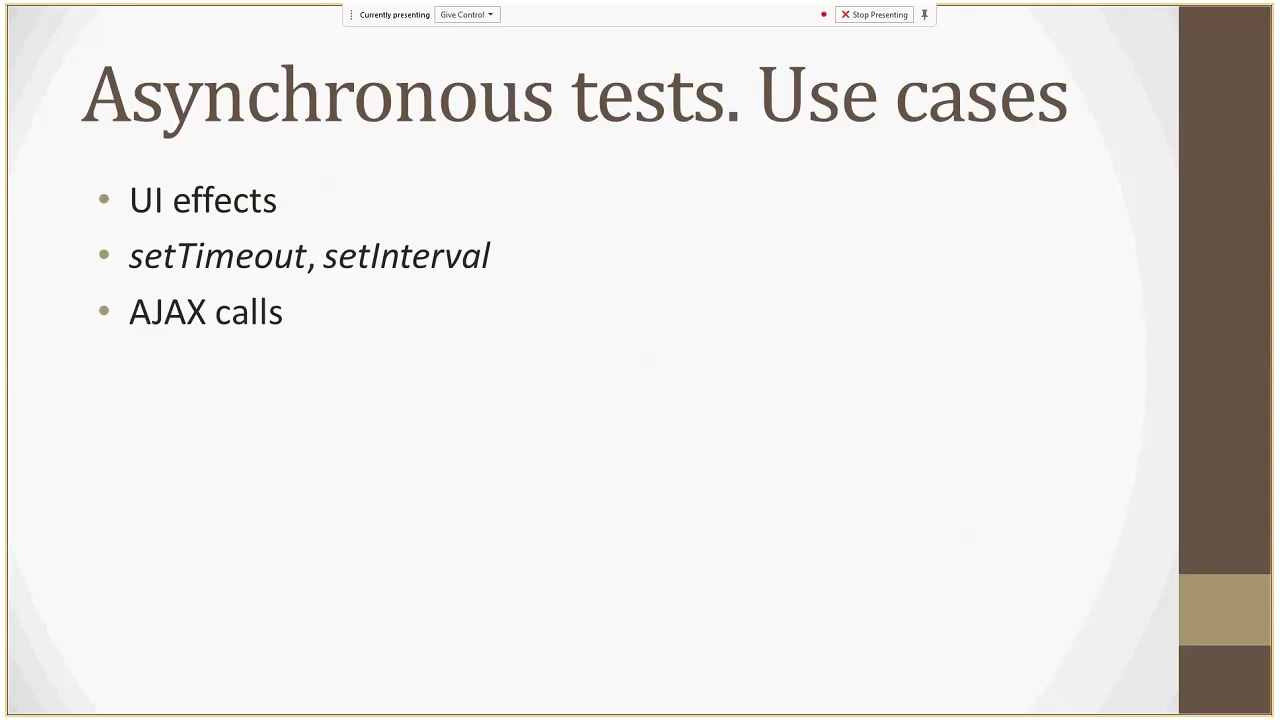 Currently presenting Give Control Stop Presenting
Asynchronous tests. Use cases
• UI effects
• setTimeout, setInterval
• AJAX calls